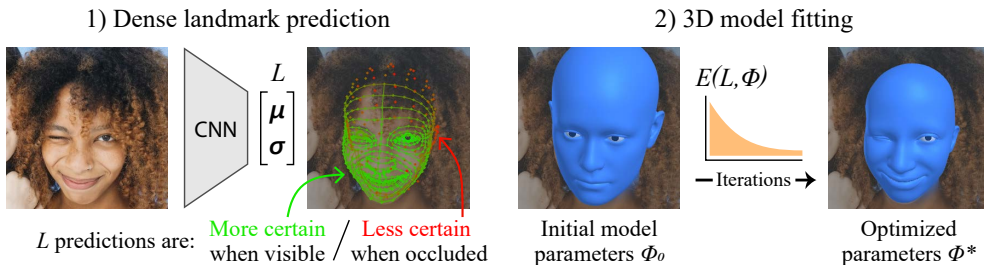 1) Dense landmark prediction
2) 3D model fitting
CNN
L
μ
σ
L predictions are:
More certain
when visible
/
Less certain
when occluded
E(L,Φ)
Iterations
Initial model
parameters Φ₀
Optimized
parameters Φ*